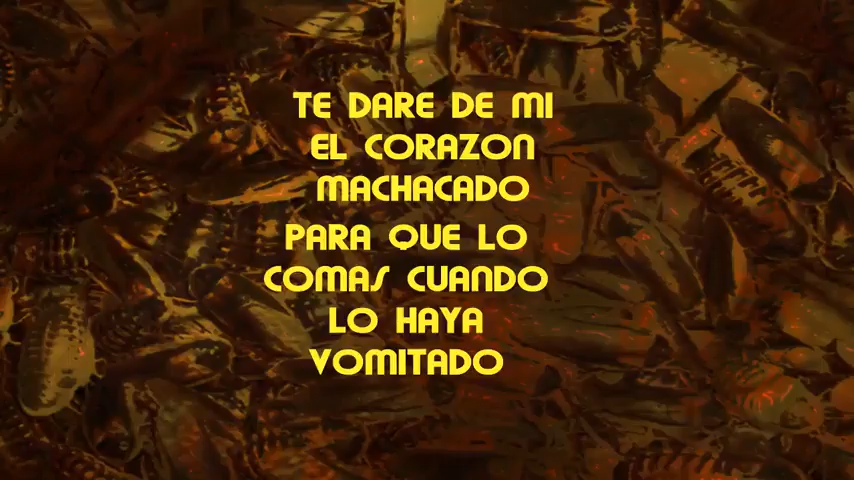 TE DARE DE MI
EL CORAZON
MACHACADO
PARA QUE LO
COMAS CUANDO
LO HAYA
VOMITADO